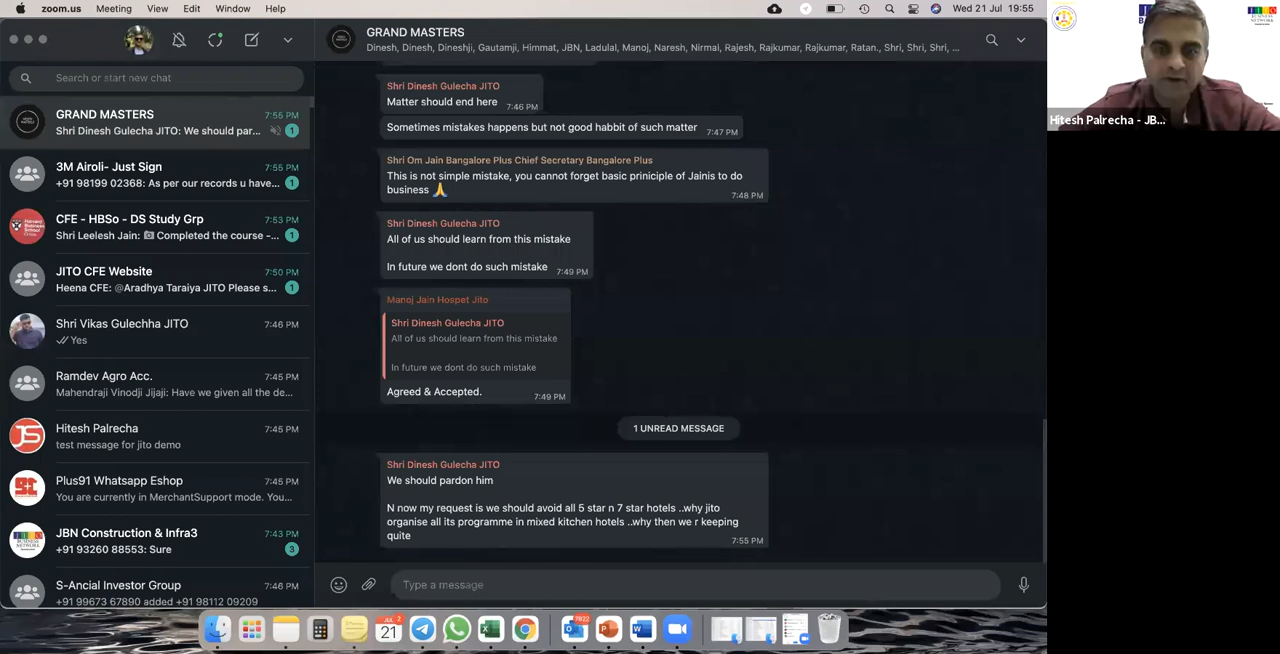 zoom.us Meeting View Edit Window Help
Wed 21 Jul 19:55
Search or start new chat
GRAND MASTERS 7:55 PM
Shri Dinesh Gulecha JITO: We should par... 1
3M Airoli- Just Sign 7:55 PM
+91 98199 02368: As per our records u have... 1
CFE - HBSo - DS Study Grp 7:53 PM
Shri Leelesh Jain: Completed the course -... 1
JITO CFE Website 7:50 PM
Heena CFE: @Aradhya Taraiya JITO Please s... 1
Shri Vikas Gulechha JITO 7:46 PM
Yes
Ramdev Agro Acc. 7:45 PM
Mahendraji Vinodji Jijaji: Have we given all the de...
Hitesh Palrecha 7:45 PM
test message for jito demo
Plus91 Whatsapp Eshop 7:45 PM
You are currently in MerchantSupport mode. You...
JBN Construction & Infra3 7:43 PM
+91 93260 88553: Sure 3
S-Ancial Investor Group 7:46 PM
+91 99673 67890 added +91 98112 09209
GRAND MASTERS
Dinesh, Dinesh, Dineshji, Gautamji, Himmat, JBN, Ladulal, Manoj, Naresh, Nirmal, Rajesh, Rajkumar, Rajkumar, Ratan., Shri, Shri, Shri, ...
Shri Dinesh Gulecha JITO
Matter should end here 7:46 PM
Sometimes mistakes happens but not good habbit of such matter 7:47 PM
Shri Om Jain Bangalore Plus Chief Secretary Bangalore Plus
This is not simple mistake, you cannot forget basic priniciple of Jainis to do
business 🙏 7:48 PM
Shri Dinesh Gulecha JITO
All of us should learn from this mistake
In future we dont do such mistake 7:49 PM
Manoj Jain Hospet Jito
Shri Dinesh Gulecha JITO
All of us should learn from this mistake
In future we dont do such mistake
Agreed & Accepted. 7:49 PM
1 UNREAD MESSAGE
Shri Dinesh Gulecha JITO
We should pardon him
N now my request is we should avoid all 5 star n 7 star hotels ..why jito
organise all its programme in mixed kitchen hotels ..why then we r keeping
quite 7:55 PM
Type a message
JUL 2
21
7022
Hitesh Palrecha - JB...